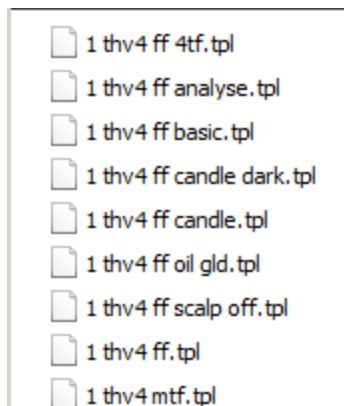 1 thv4 ff 4tf.tpl
1 thv4 ff analyse.tpl
1 thv4 ff basic.tpl
1 thv4 ff candle dark.tpl
1 thv4 ff candle.tpl
1 thv4 ff oil gld.tpl
1 thv4 ff scalp off.tpl
1 thv4 ff.tpl
1 thv4 mtf.tpl